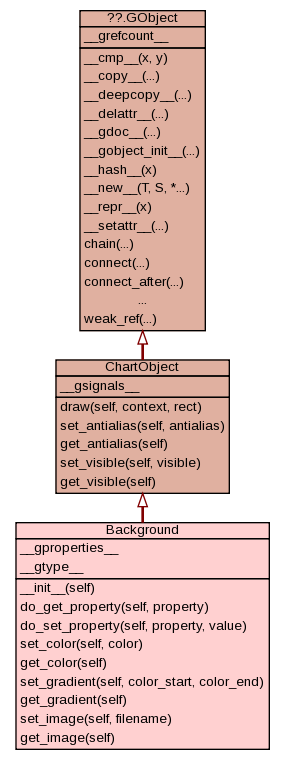 ??.GObject
__grefcount__
__cmp__(x, y)
__copy__(...)
__deepcopy__(...)
__delattr__(...)
__gdoc__(...)
__gobject_init__(...)
__hash__(x)
__new__(T, S, *...)
__repr__(x)
__setattr__(...)
chain(...)
connect(...)
connect_after(...)
...
weak_ref(...)
ChartObject
__gsignals__
draw(self, context, rect)
set_antialias(self, antialias)
get_antialias(self)
set_visible(self, visible)
get_visible(self)
Background
__gproperties__
__gtype__
__init__(self)
do_get_property(self, property)
do_set_property(self, property, value)
set_color(self, color)
get_color(self)
set_gradient(self, color_start, color_end)
get_gradient(self)
set_image(self, filename)
get_image(self)